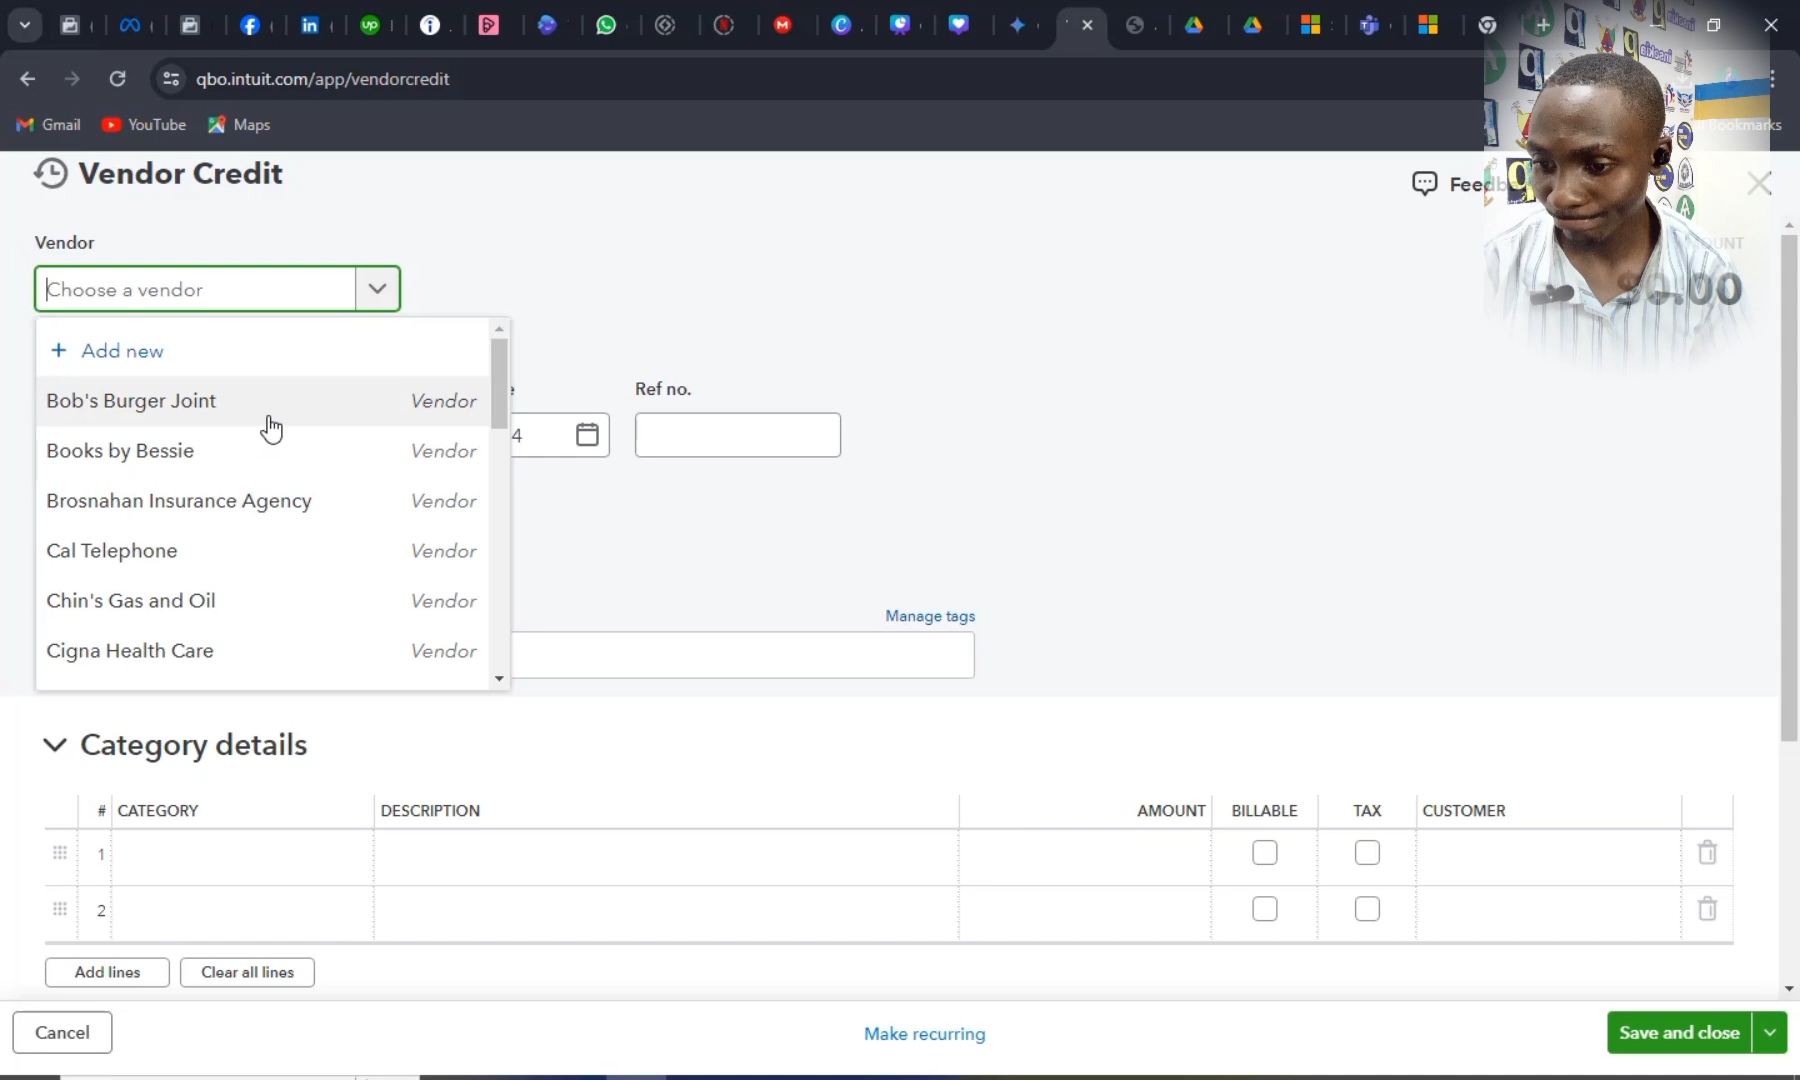 qbo.intuit.com/app/vendorcredit
Gmail
YouTube
Maps
Bookmarks
Vendor Credit
Vendor
Choose a vendor
+ Add new
Bob's Burger Joint Vendor
Books by Bessie Vendor
Brosnahan Insurance Agency Vendor
Cal Telephone Vendor
Chin's Gas and Oil Vendor
Cigna Health Care Vendor
Ref no.
4
Manage tags
Category details
# CATEGORY DESCRIPTION AMOUNT BILLABLE TAX CUSTOMER
1
2
Add lines
Clear all lines
Cancel
Make recurring
Save and close